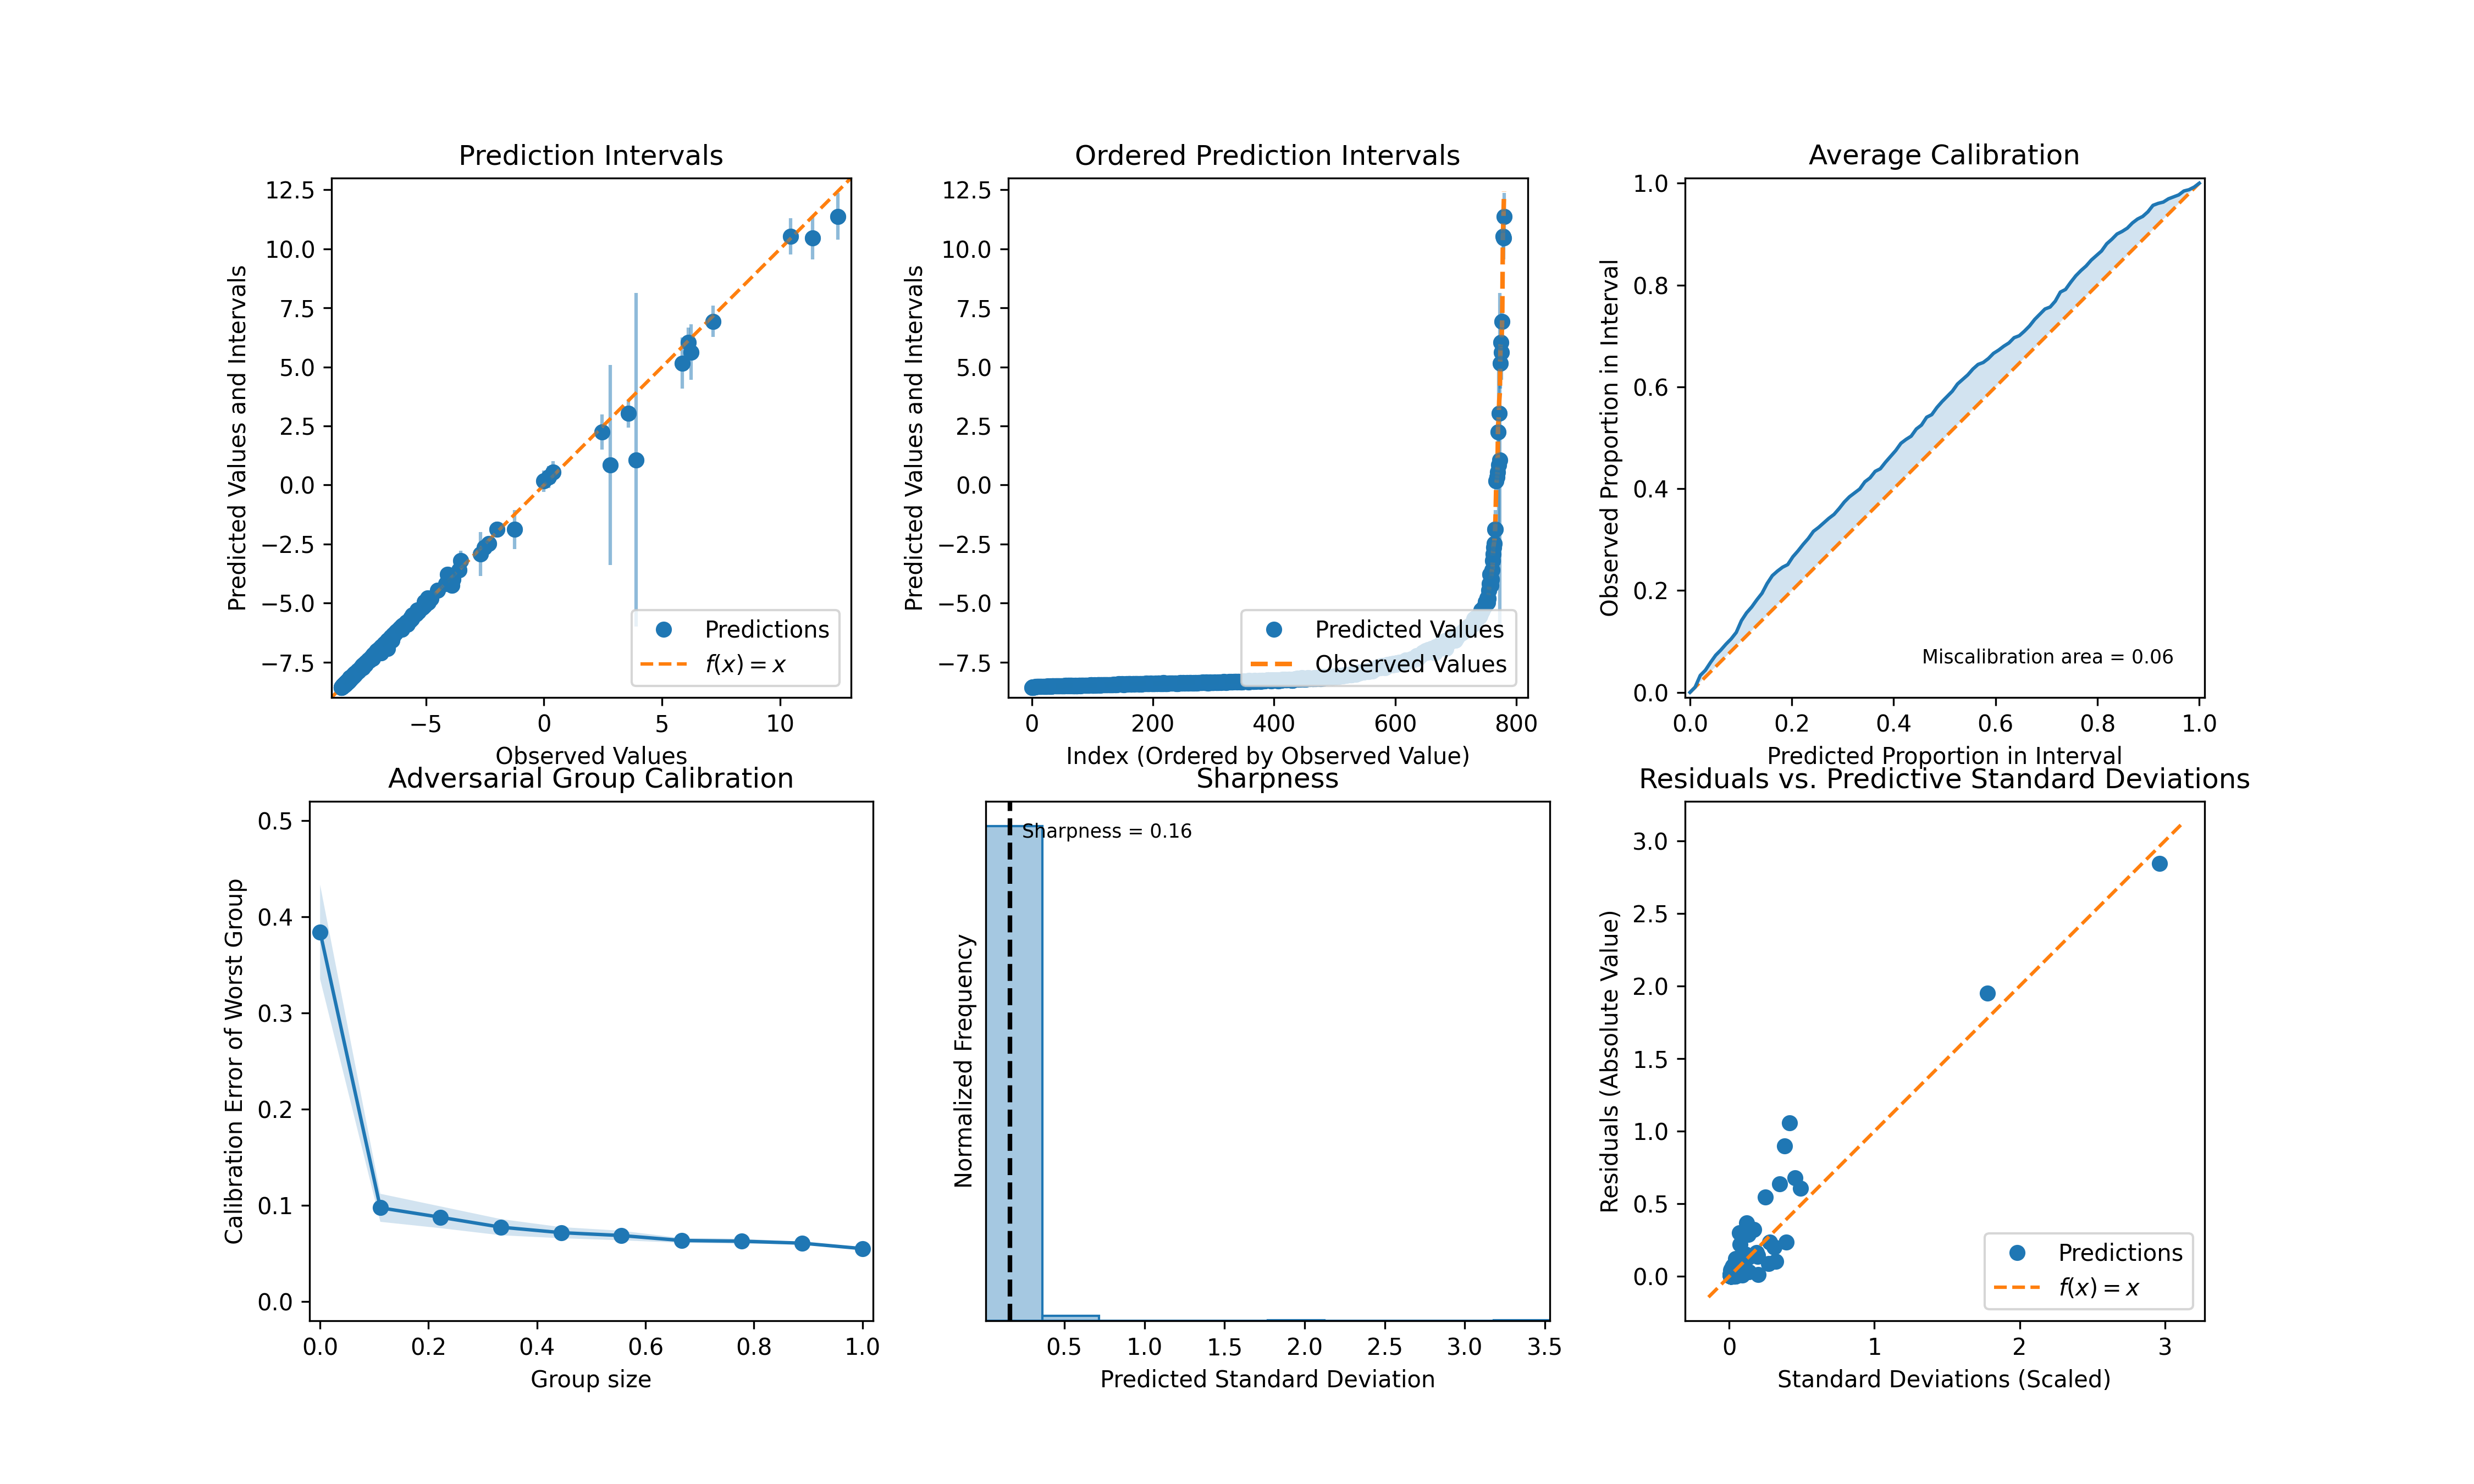 Prediction Intervals
Predicted Values and Intervals
12.5
10.0
7.5
5.0
2.5
0.0
−2.5
−5.0
−7.5
−5
0
5
10
Observed Values
Predictions
f(x) = x
Ordered Prediction Intervals
Predicted Values and Intervals
12.5
10.0
7.5
5.0
2.5
0.0
−2.5
−5.0
−7.5
0
200
400
600
800
Index (Ordered by Observed Value)
Predicted Values
Observed Values
Average Calibration
Observed Proportion in Interval
1.0
0.8
0.6
0.4
0.2
0.0
0.0
0.2
0.4
0.6
0.8
1.0
Predicted Proportion in Interval
Miscalibration area = 0.06
Adversarial Group Calibration
Calibration Error of Worst Group
0.5
0.4
0.3
0.2
0.1
0.0
0.0
0.2
0.4
0.6
0.8
1.0
Group size
Sharpness
Normalized Frequency
Sharpness = 0.16
0.5
1.0
1.5
2.0
2.5
3.0
3.5
Predicted Standard Deviation
Residuals vs. Predictive Standard Deviations
Residuals (Absolute Value)
3.0
2.5
2.0
1.5
1.0
0.5
0.0
0
1
2
3
Standard Deviations (Scaled)
Predictions
f(x) = x